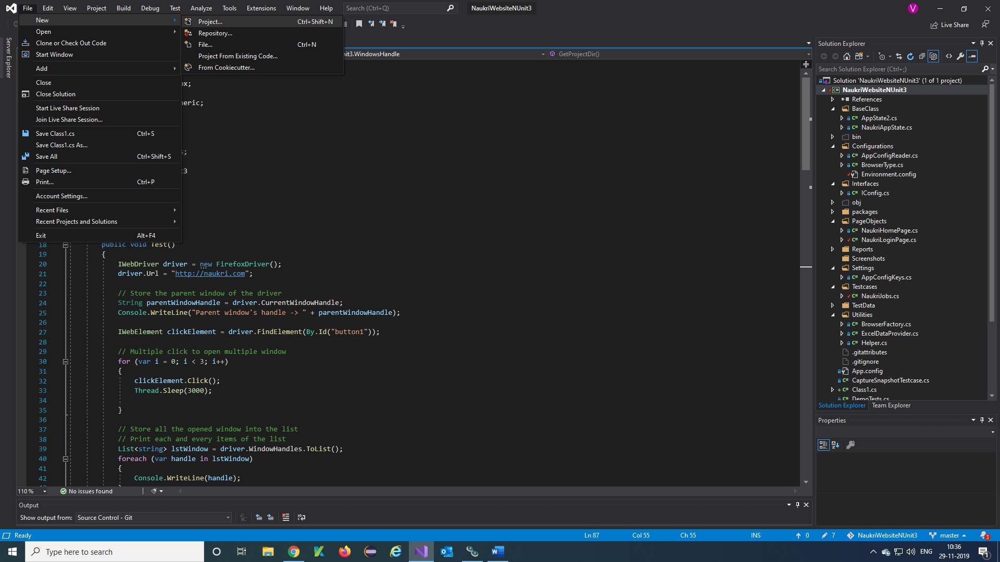 File Edit View Project Build Debug Test Analyze Tools Extensions Window Help Search (Ctrl+Q) NaukriWebsiteNUnit3 V
Live Share
New
Open
Clone or Check Out Code
Start Window
Add
Close
Close Solution
Start Live Share Session
Join Live Share Session...
Save Class1.cs Ctrl+S
Save Class1.cs As...
Save All Ctrl+Shift+S
Page Setup...
Print... Ctrl+P
Account Settings...
Recent Files
Recent Projects and Solutions
Exit Alt+F4
Project... Ctrl+Shift+N
Repository...
File... Ctrl+N
Project From Existing Code...
From Cookiecutter...
Server Explorer
nit3.WindowsHandle GetProjectDir()
ox;
neric;
s;
t3
18 public void Test()
19 {
20 IWebDriver driver = new FirefoxDriver();
21 driver.Url = "http://naukri.com";
22
23 // Store the parent window of the driver
24 String parentWindowHandle = driver.CurrentWindowHandle;
25 Console.WriteLine("Parent window's handle -> " + parentWindowHandle);
26
27 IWebElement clickElement = driver.FindElement(By.Id("button1"));
28
29 // Multiple click to open multiple window
30 for (var i = 0; i < 3; i++)
31 {
32 clickElement.Click();
33 Thread.Sleep(3000);
34
35 }
36
37 // Store all the opened window into the list
38 // Print each and every items of the list
39 List<string> lstWindow = driver.WindowHandles.ToList();
40 foreach (var handle in lstWindow)
41 {
42 Console.WriteLine(handle);
110 % No issues found
Output
Show output from: Source Control - Git
Solution Explorer
Search Solution Explorer (Ctrl+;)
Solution 'NaukriWebsiteNUnit3' (1 of 1 project)
NaukriWebsiteNUnit3
References
BaseClass
AppState2.cs
NaukriAppState.cs
bin
Configurations
AppConfigReader.cs
BrowserType.cs
Environment.config
Interfaces
IConfig.cs
obj
packages
PageObjects
NaukriHomePage.cs
NaukriLoginPage.cs
Reports
Screenshots
Settings
AppConfigKeys.cs
Testcases
NaukriJobs.cs
TestData
Utilities
BrowserFactory.cs
ExcelDataProvider.cs
Helper.cs
.gitattributes
.gitignore
App.config
CaptureSnapshotTestcase.cs
Class1.cs
DemoTests.cs
Solution Explorer Team Explorer
Properties
Ready Ln 87 Col 55 Ch 55 INS 0 7 NaukriWebsiteNUnit3 master 3
Type here to search
ENG 10:36
29-11-2019 1